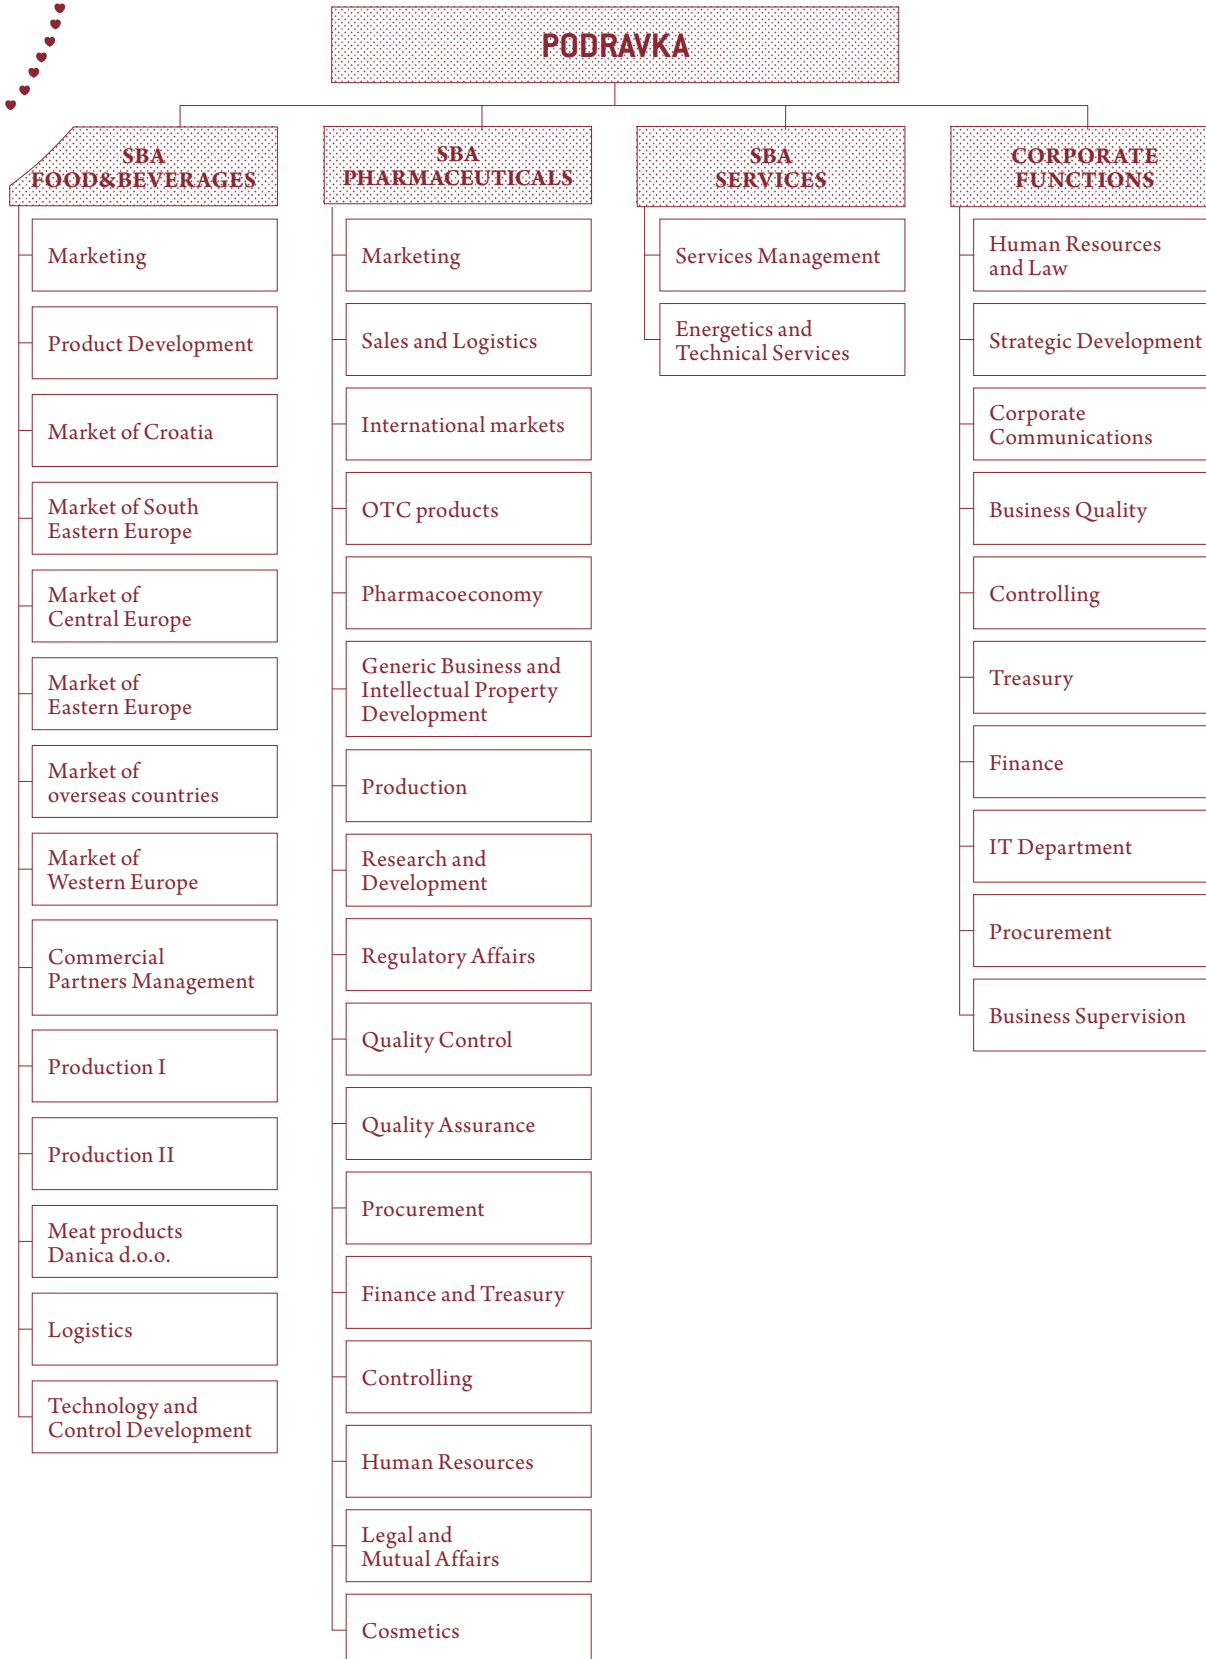 PODRAVKA
SBA
FOOD&BEVERAGES
Marketing
Product Development
Market of Croatia
Market of South
Eastern Europe
Market of
Central Europe
Market of
Eastern Europe
Market of
overseas countries
Market of
Western Europe
Commercial
Partners Management
Production I
Production II
Meat products
Danica d.o.o.
Logistics
Technology and
Control Development
SBA
PHARMACEUTICALS
Marketing
Sales and Logistics
International markets
OTC products
Pharmacoeconomy
Generic Business and
Intellectual Property
Development
Production
Research and
Development
Regulatory Affairs
Quality Control
Quality Assurance
Procurement
Finance and Treasury
Controlling
Human Resources
Legal and
Mutual Affairs
Cosmetics
SBA
SERVICES
Services Management
Energetics and
Technical Services
CORPORATE
FUNCTIONS
Human Resources
and Law
Strategic Development
Corporate
Communications
Business Quality
Controlling
Treasury
Finance
IT Department
Procurement
Business Supervision